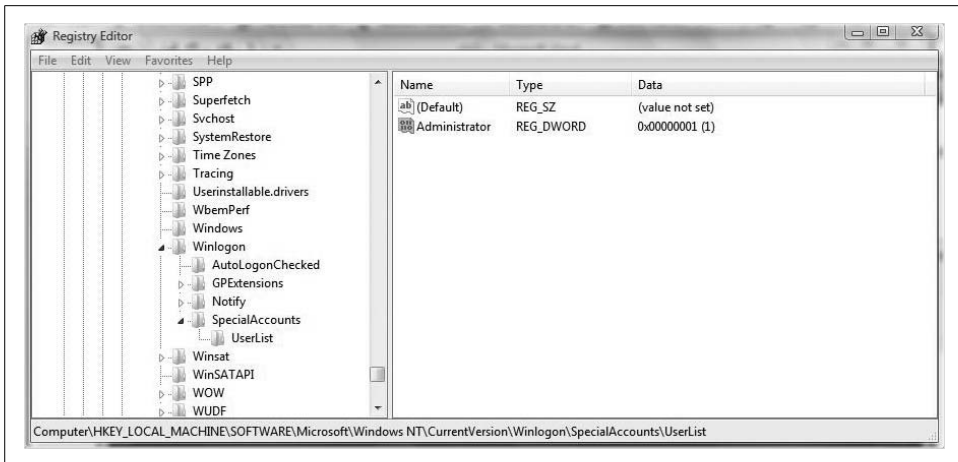 Registry Editor
File Edit View Favorites Help
SPP
Superfetch
Svchost
SystemRestore
Time Zones
Tracing
Userinstallable.drivers
WbemPerf
Windows
Winlogon
AutoLogonChecked
GPExtensions
Notify
SpecialAccounts
UserList
Winsat
WinSATAPI
WOW
WUDF
Name Type Data
(Default) REG_SZ (value not set)
Administrator REG_DWORD 0x00000001 (1)
Computer\HKEY_LOCAL_MACHINE\SOFTWARE\Microsoft\Windows NT\CurrentVersion\Winlogon\SpecialAccounts\UserList